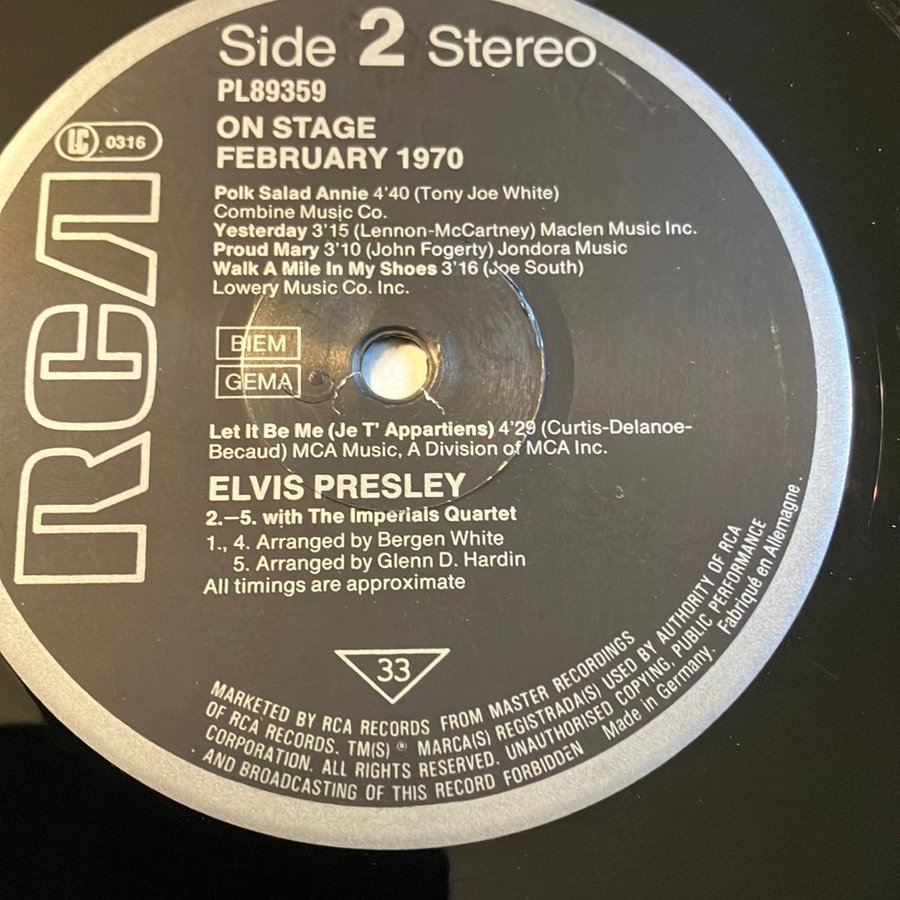 Side 2 Stereo
PL89359
ON STAGE
FEBRUARY 1970
LC 0316
RCA
Polk Salad Annie 4'40 (Tony Joe White)
Combine Music Co.
Yesterday 3'15 (Lennon-McCartney) Maclen Music Inc.
Proud Mary 3'10 (John Fogerty) Jondora Music
Walk A Mile In My Shoes 3'16 (Joe South)
Lowery Music Co. Inc.
BIEM
GEMA
Let It Be Me (Je T' Appartiens) 4'29 (Curtis-Delanoe-
Becaud) MCA Music, A Division of MCA Inc.
ELVIS PRESLEY
2.–5. with The Imperials Quartet
1., 4. Arranged by Bergen White
5. Arranged by Glenn D. Hardin
All timings are approximate
33
MARKETED BY RCA RECORDS FROM MASTER RECORDINGS
OF RCA RECORDS. TM(S) ® MARCA(S) REGISTRADA(S) USED BY AUTHORITY OF RCA
CORPORATION. ALL RIGHTS RESERVED. UNAUTHORISED COPYING, PUBLIC PERFORMANCE
AND BROADCASTING OF THIS RECORD FORBIDDEN Made in Germany. Fabriqué en Allemagne.